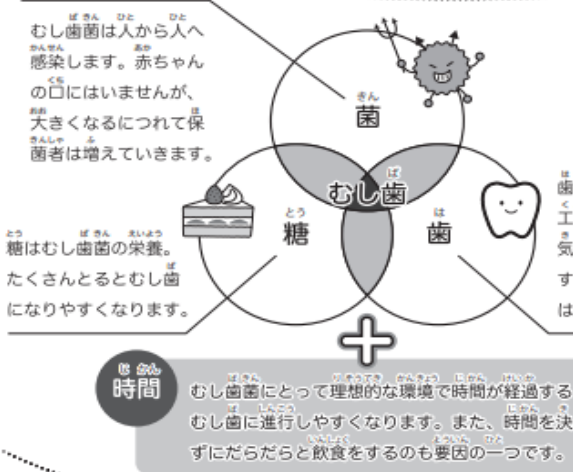 むし歯菌は人から人へ
感染します。赤ちゃん
の口にはいませんが、
大きくなるにつれて保
菌者は増えていきます。
菌
むし歯
糖
歯
糖はむし歯菌の栄養。
たくさんとるとむし歯
になりやすくなります。
歯
工
気
す
は
時間
むし歯菌にとって理想的な環境で時間が経過する
むし歯に進行しやすくなります。また、時間を決
ずにだらだらと飲食をするのも要因の一つです。